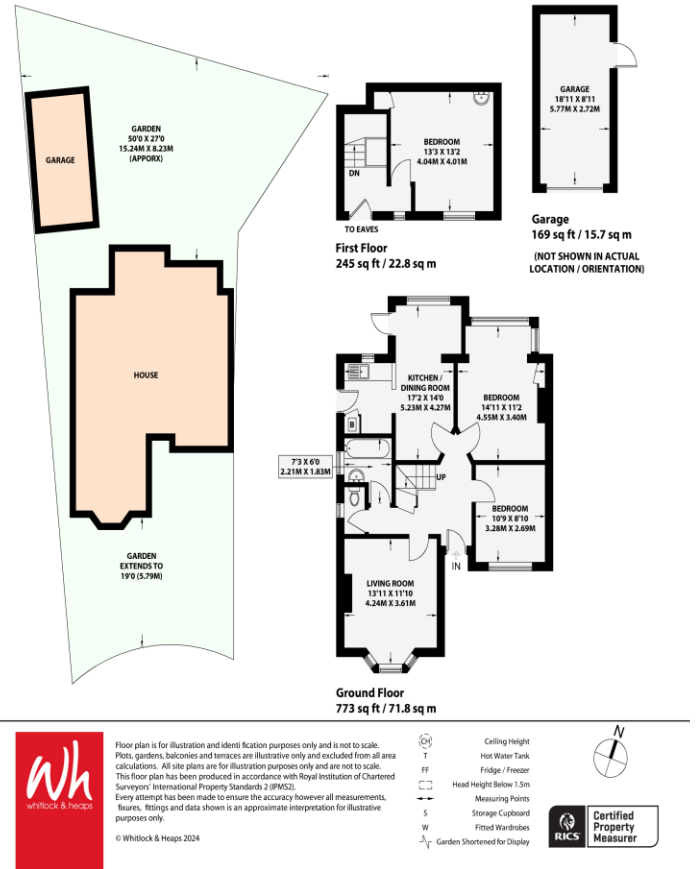 GARAGE
GARDEN
50'0 X 27'0
15.24M X 8.23M
(APPORX)
HOUSE
GARDEN
EXTENDS TO
19'0 (5.79M)
BEDROOM
13'3 X 13'2
4.04M X 4.01M
DN
TO EAVES
First Floor
245 sq ft / 22.8 sq m
GARAGE
18'11 X 8'11
5.77M X 2.72M
Garage
169 sq ft / 15.7 sq m
(NOT SHOWN IN ACTUAL
LOCATION / ORIENTATION)
KITCHEN /
DINING ROOM
17'2 X 14'0
5.23M X 4.27M
BEDROOM
14'11 X 11'2
4.55M X 3.40M
B
7'3 X 6'0
2.21M X 1.83M
UP
BEDROOM
10'9 X 8'10
3.28M X 2.69M
IN
LIVING ROOM
13'11 X 11'10
4.24M X 3.61M
Ground Floor
773 sq ft / 71.8 sq m
Wh
whitlock & heaps
Floor plan is for illustration and identi fication purposes only and is not to scale.
Plots, gardens, balconies and terraces are illustrative only and excluded from all area
calculations. All site plans are for illustration purposes only and are not to scale.
This floor plan has been produced in accordance with Royal Institution of Chartered
Surveyors' International Property Standards 2 (IPMS2).
Every attempt has been made to ensure the accuracy however all measurements,
fixures, fittings and data shown is an approximate interpretation for illustrative
purposes only.
© Whitlock & Heaps 2024
CH Ceiling Height
T Hot Water Tank
FF Fridge / Freezer
Head Height Below 1.5m
Measuring Points
S Storage Cupboard
W Fitted Wardrobes
Garden Shortened for Display
N
RICS
Certified
Property
Measurer